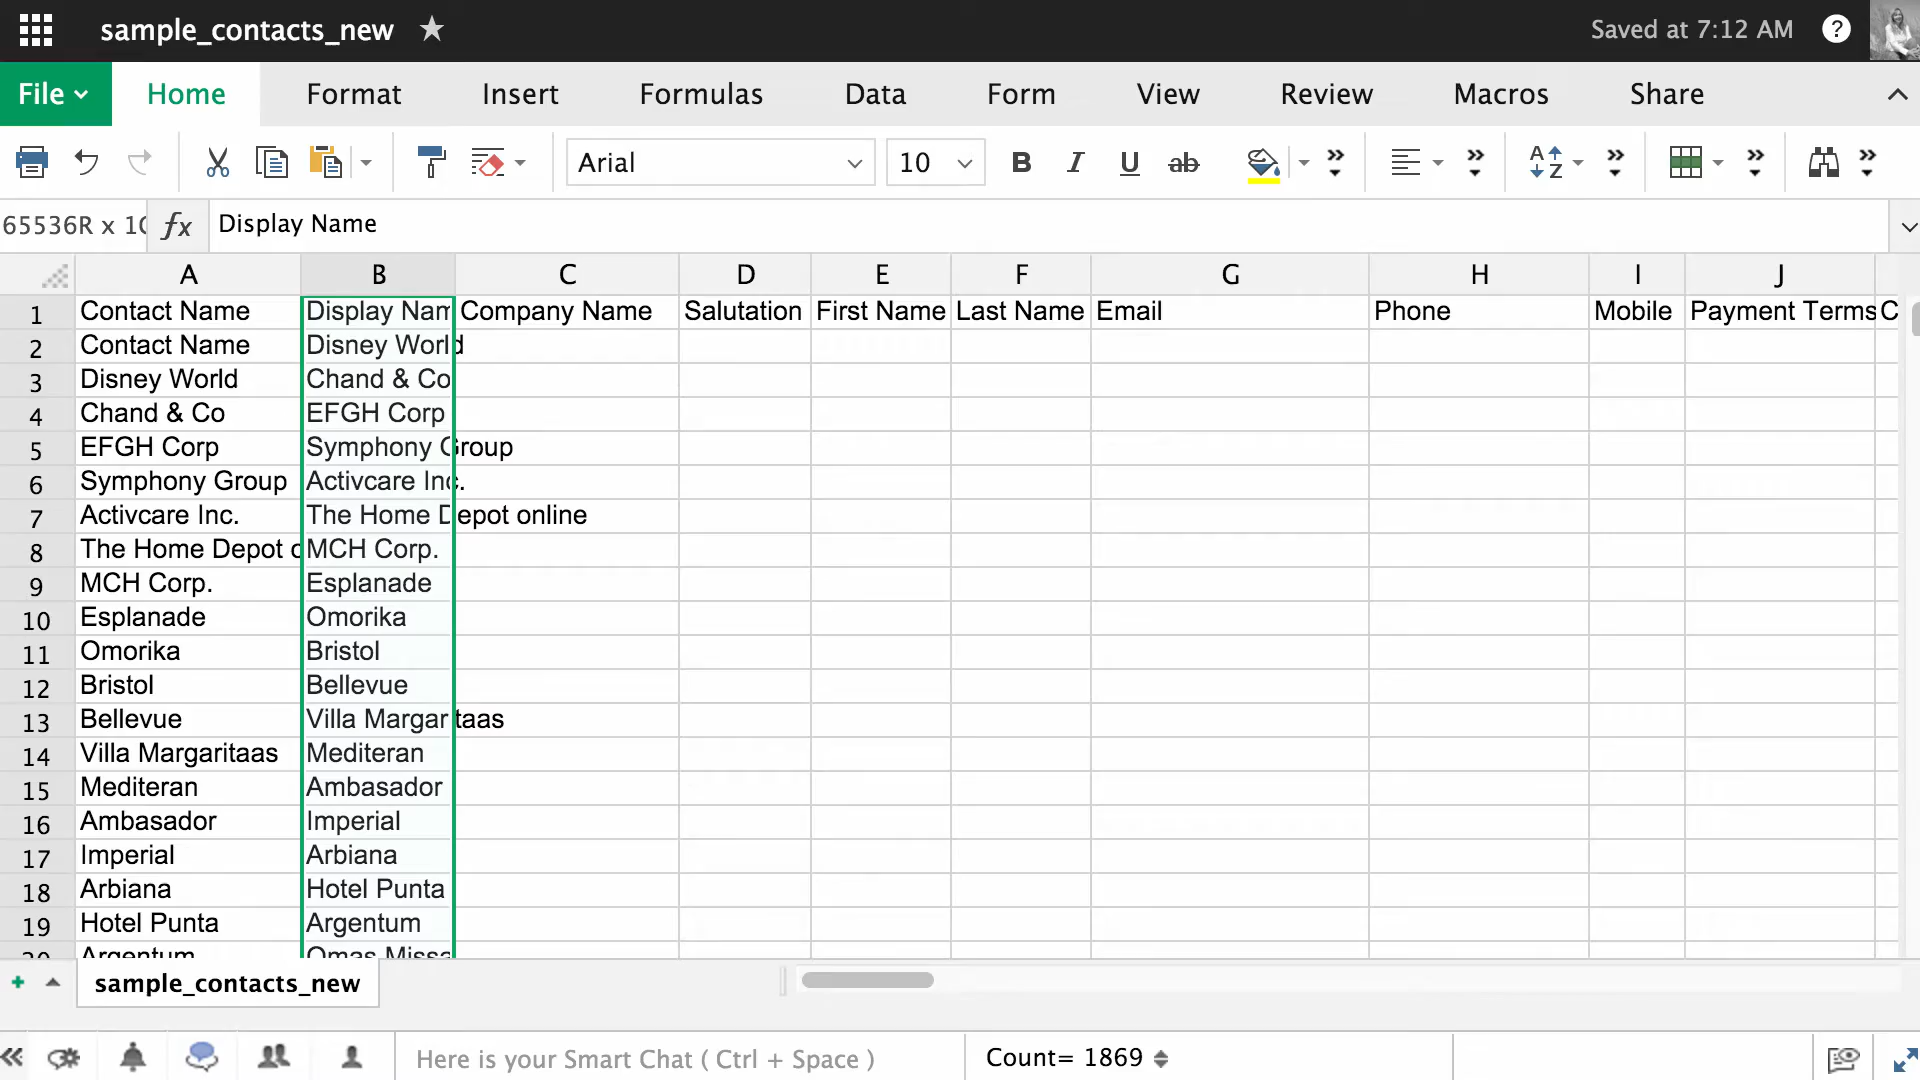 sample_contacts_new ★ Saved at 7:12 AM ?
File Home Format Insert Formulas Data Form View Review Macros Share
Arial 10 B I U ab A Z
65536R x 1 fx Display Name
A B C D E F G H I J
1 Contact Name Display Nam Company Name Salutation First Name Last Name Email Phone Mobile Payment Terms C
2 Contact Name Disney World
3 Disney World Chand & Co
4 Chand & Co EFGH Corp
5 EFGH Corp Symphony Group
6 Symphony Group Activcare Inc.
7 Activcare Inc. The Home Depot online
8 The Home Depot o MCH Corp.
9 MCH Corp. Esplanade
10 Esplanade Omorika
11 Omorika Bristol
12 Bristol Bellevue
13 Bellevue Villa Margaritaas
14 Villa Margaritaas Mediteran
15 Mediteran Ambasador
16 Ambasador Imperial
17 Imperial Arbiana
18 Arbiana Hotel Punta
19 Hotel Punta Argentum
20 Argentum Omas Missa
sample_contacts_new
Here is your Smart Chat ( Ctrl + Space ) Count= 1869